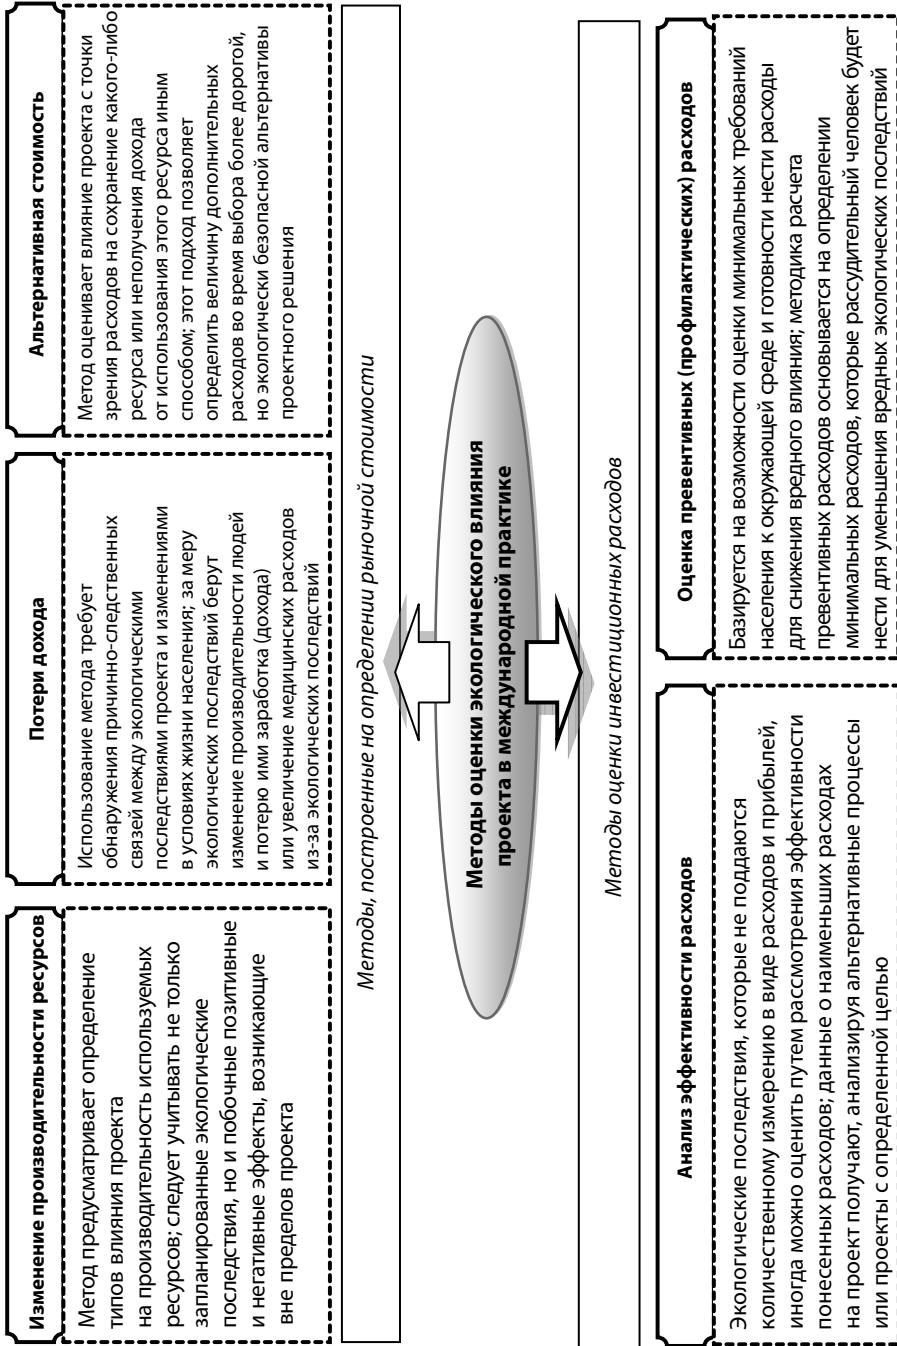 Изменение производительности ресурсов
Метод предусматривает определение
типов влияния проекта
на производительность используемых
ресурсов; следует учитывать не только
запланированные экологические
последствия, но и побочные позитивные
и негативные эффекты, возникающие
вне пределов проекта
Потери дохода
Использование метода требует
обнаружения причинно-следственных
связей между экологическими
последствиями проекта и изменениями
в условиях жизни населения; за меру
экологических последствий берут
изменение производительности людей
и потерю ими заработка (дохода)
или увеличение медицинских расходов
из-за экологических последствий
Альтернативная стоимость
Метод оценивает влияние проекта с точки
зрения расходов на сохранение какого-либо
ресурса или неполучения дохода
от использования этого ресурса иным
способом; этот подход позволяет
определить величину дополнительных
расходов во время выбора более дорогой,
но экологически безопасной альтернативы
проектного решения
Методы, построенные на определении рыночной стоимости
Методы оценки экологического влияния
проекта в международной практике
Методы оценки инвестиционных расходов
Анализ эффективности расходов
Экологические последствия, которые не поддаются
количественному измерению в виде расходов и прибылей,
иногда можно оценить путем рассмотрения эффективности
понесенных расходов; данные о наименьших расходах
на проект получают, анализируя альтернативные процессы
или проекты с определенной целью
Оценка превентивных (профилактических) расходов
Базируется на возможности оценки минимальных требований
населения к окружающей среде и готовности нести расходы
для снижения вредного влияния; методика расчета
превентивных расходов основывается на определении
минимальных расходов, которые рассудительный человек будет
нести для уменьшения вредных экологических последствий